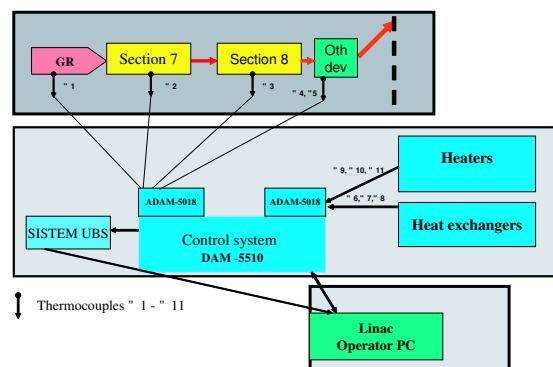 GR
Section 7
Section 8
Oth
dev
" 1
" 2
" 3
" 4, "5
Heaters
" 9, " 10, " 11
ADAM-5018
ADAM-5018
" 6, " 7, " 8
Heat exchangers
SISTEM UBS
Control system
DAM -5510
Thermocouples " 1 - " 11
Linac
Operator PC